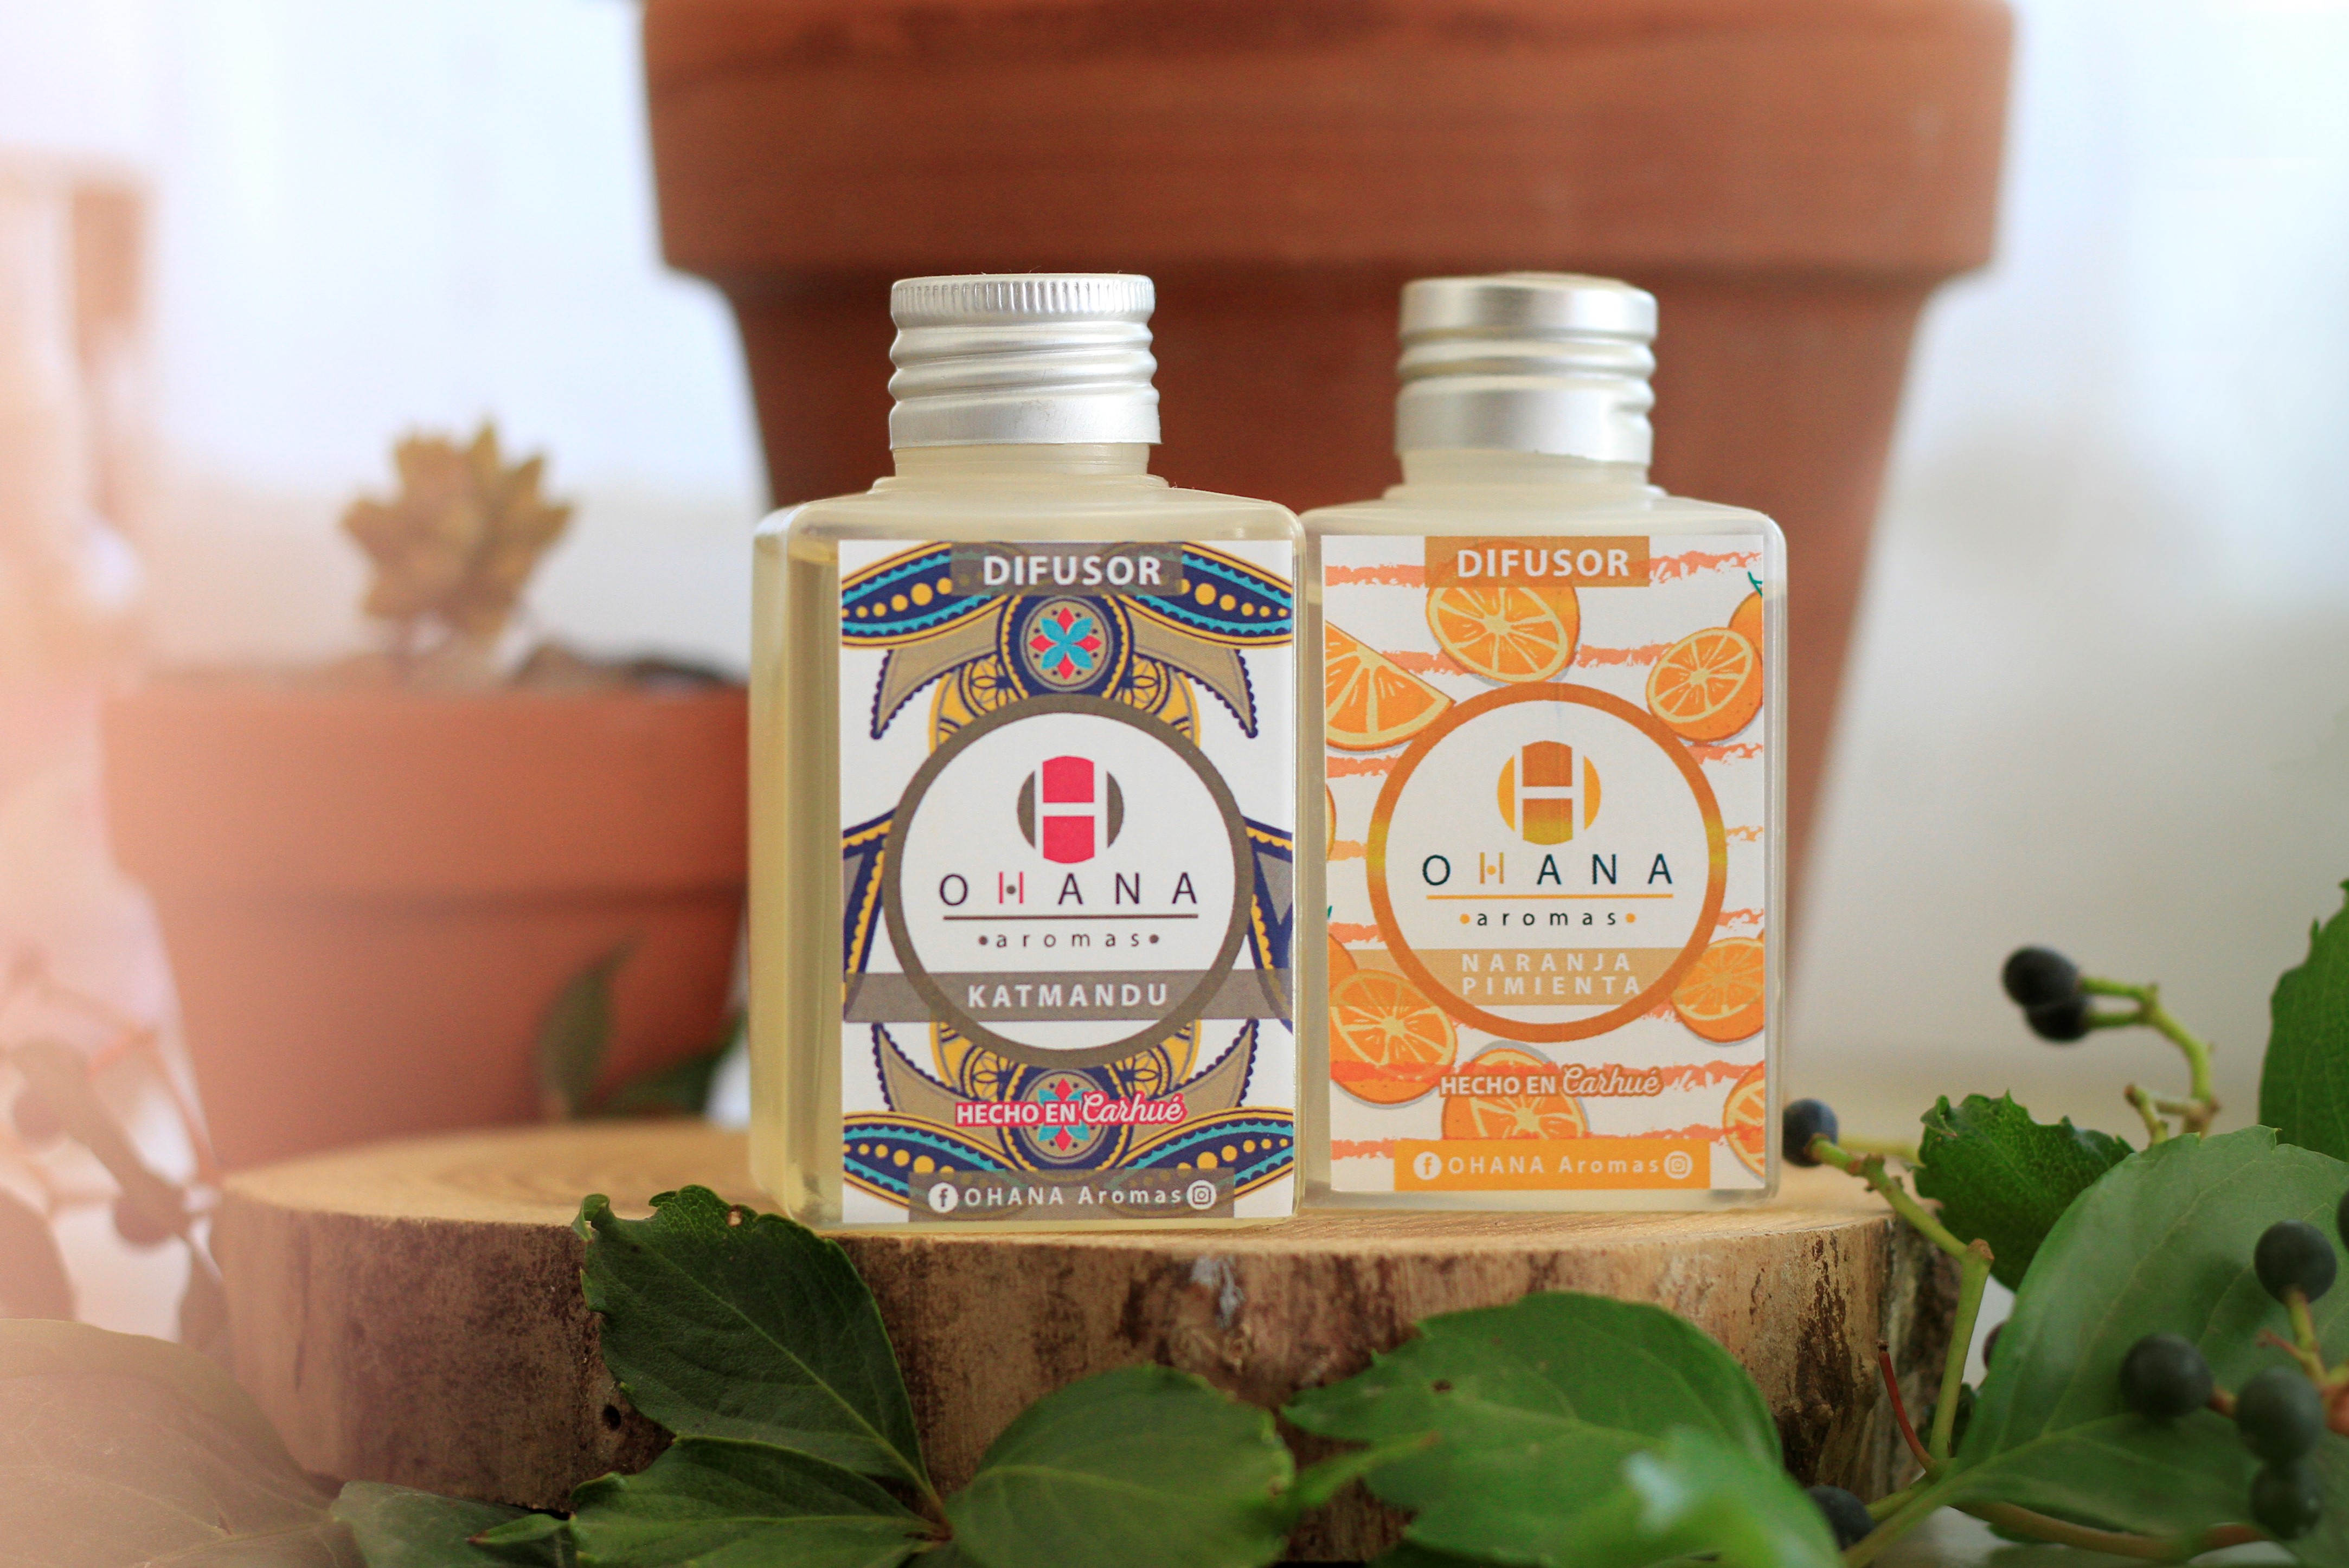 DIFUSOR
OHANA
•aromas•
KATMANDU
HECHO EN Carhué
OHANA Aromas
DIFUSOR
OHANA
•aromas•
NARANJA
PIMIENTA
HECHO EN Carhué
OHANA Aromas